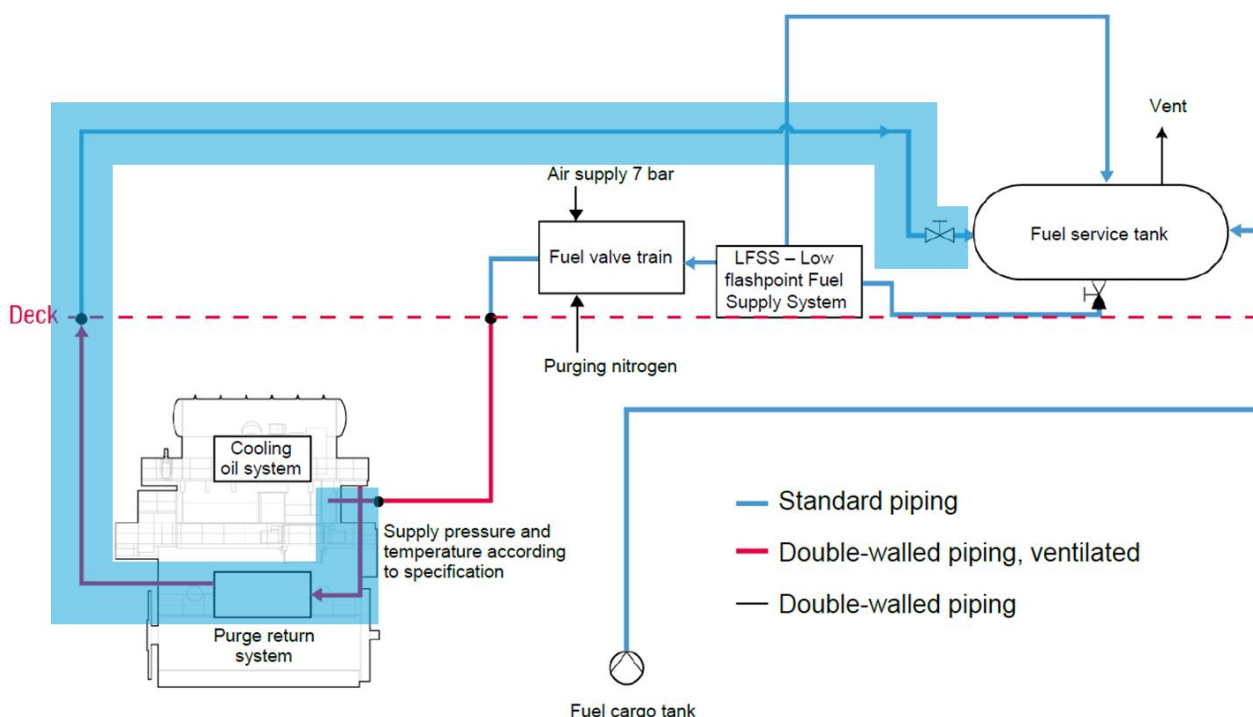 Vent
Air supply 7 bar
Fuel valve train
LFSS – Low
flashpoint Fuel
Supply System
Fuel service tank
Deck
Purging nitrogen
Cooling
oil system
Supply pressure and
temperature according
to specification
Purge return
system
Standard piping
Double-walled piping, ventilated
Double-walled piping
Fuel cargo tank